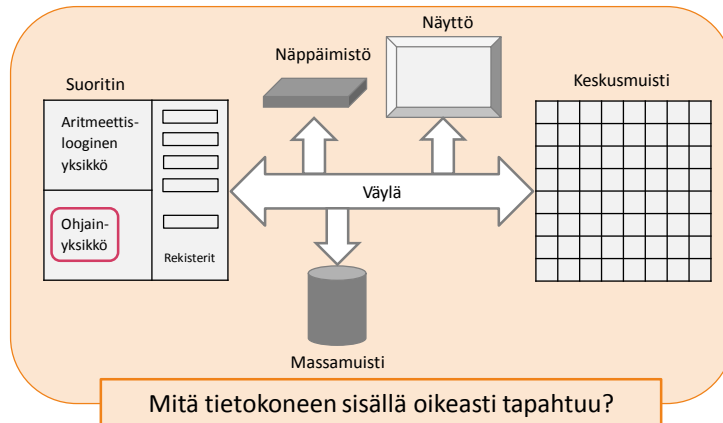 Näyttö
Näppäimistö
Suoritin
Keskusmuisti
Aritmeettis-
looginen
yksikkö
Väylä
Ohjain-
yksikkö
Rekisterit
Massamuisti
Mitä tietokoneen sisällä oikeasti tapahtuu?